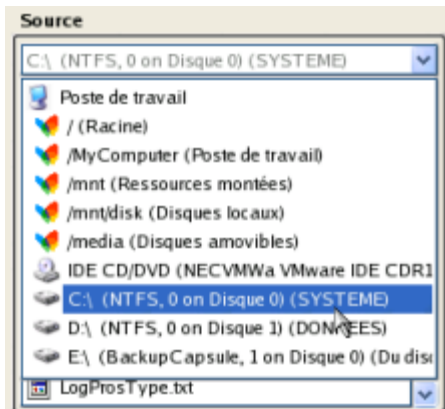 Source
C:\ (NTFS, 0 on Disque 0) (SYSTEME)
Poste de travail
/ (Racine)
/MyComputer (Poste de travail)
/mnt (Ressources montées)
/mnt/disk (Disques locaux)
/media (Disques amovibles)
IDE CD/DVD (NECVMWa VMware IDE CDR1
C:\ (NTFS, 0 on Disque 0) (SYSTEME)
D:\ (NTFS, 0 on Disque 1) (DONNEES)
E:\ (BackupCapsule, 1 on Disque 0) (Du
LogProsType.txt